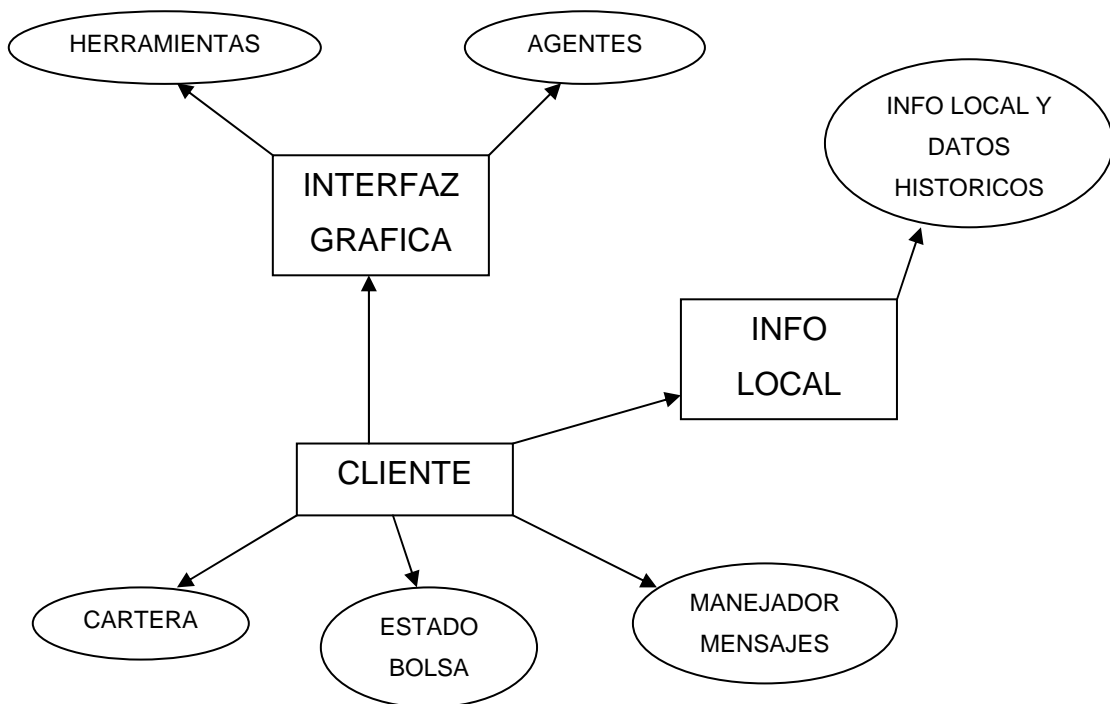 HERRAMIENTAS
AGENTES
INFO LOCAL Y
DATOS
HISTORICOS
INTERFAZ
GRAFICA
INFO
LOCAL
CLIENTE
CARTERA
ESTADO
BOLSA
MANEJADOR
MENSAJES